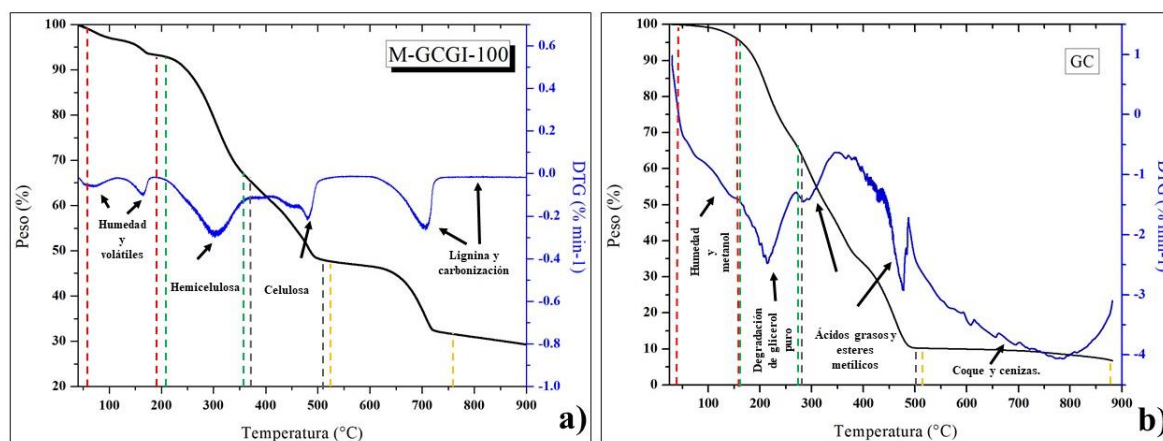 M-GCGI-100
100
90
80
70
60
50
40
30
20
Peso (%)
0.6
0.4
0.2
0.0
-0.2
-0.4
-0.6
-0.8
-1.0
DTG (% min-1)
Humedad
y
volátiles
Hemicelulosa
Celulosa
Lignina y
carbonización
100 200 300 400 500 600 700 800 900
Temperatura (°C)
a)
GC
100
90
80
70
60
50
40
30
20
10
0
Peso (%)
2
1
0
-1
-2
-3
-4
Humedad
y
metanol
Degradación
de glicerol
puro
Ácidos grasos y
esteres
metílicos
Coque y cenizas.
100 200 300 400 500 600 700 800 900
Temperatura (°C)
b)